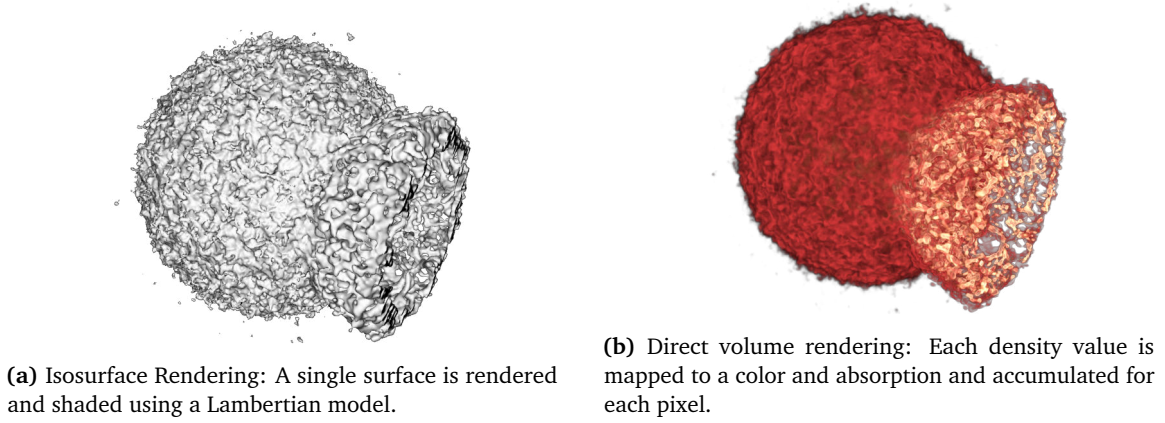 (a) Isosurface Rendering: A single surface is rendered
and shaded using a Lambertian model.
(b) Direct volume rendering: Each density value is
mapped to a color and absorption and accumulated for
each pixel.